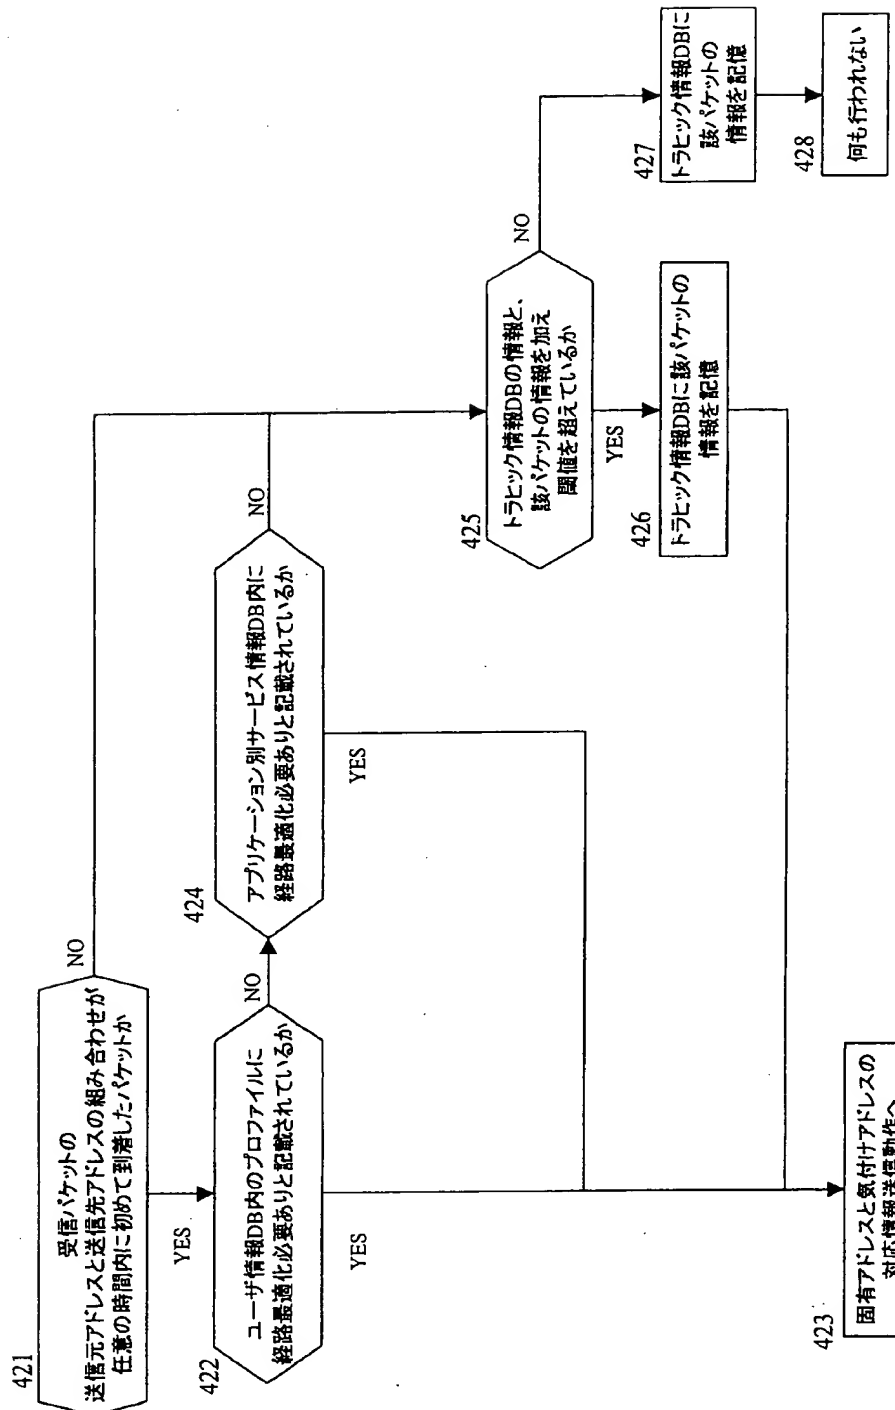 421
受信パケットの
送信元アドレスと送信先アドレスの組み合わせが
任意の時間内に初めて到着したパケットか
NO
YES
422
ユーザ情報DB内のプロファイルに
経路最適化必要ありと記載されているか
NO
YES
424
アプリケーション別サービス情報DB内に
経路最適化必要ありと記載されているか
NO
YES
425
トラヒック情報DBの情報と、
該パケットの情報を加え
閾値を超えているか
NO
YES
426
トラヒック情報DBに該パケットの
情報を記憶
427
トラヒック情報DBに
該パケットの
情報を記憶
428
何も行われない
423
固有アドレスと気付けアドレスの
対応情報送信動作へ